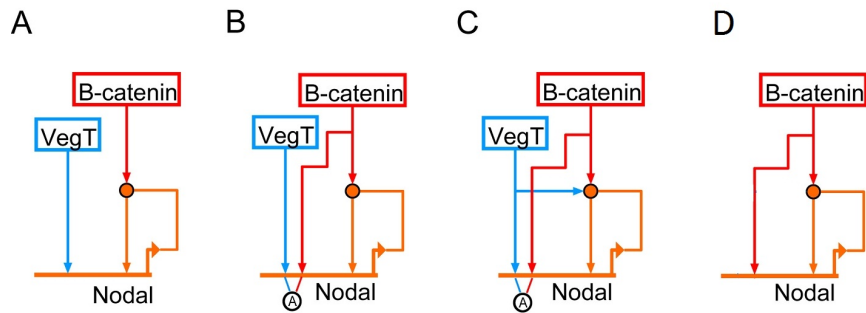 A
B
C
D
B-catenin
VegT
Nodal
B-catenin
VegT
A
Nodal
B-catenin
VegT
A
Nodal
B-catenin
Nodal